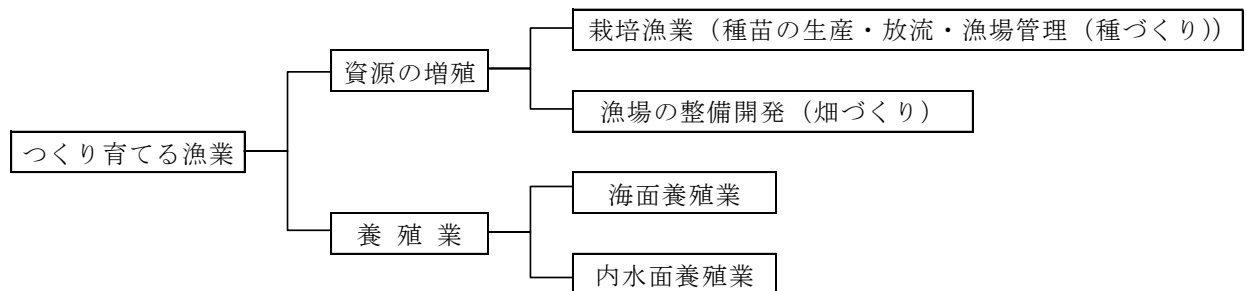 栽培漁業（種苗の生産・放流・漁場管理（種づくり））
資源の増殖
漁場の整備開発（畑づくり）
つくり育てる漁業
海面養殖業
養 殖 業
内水面養殖業